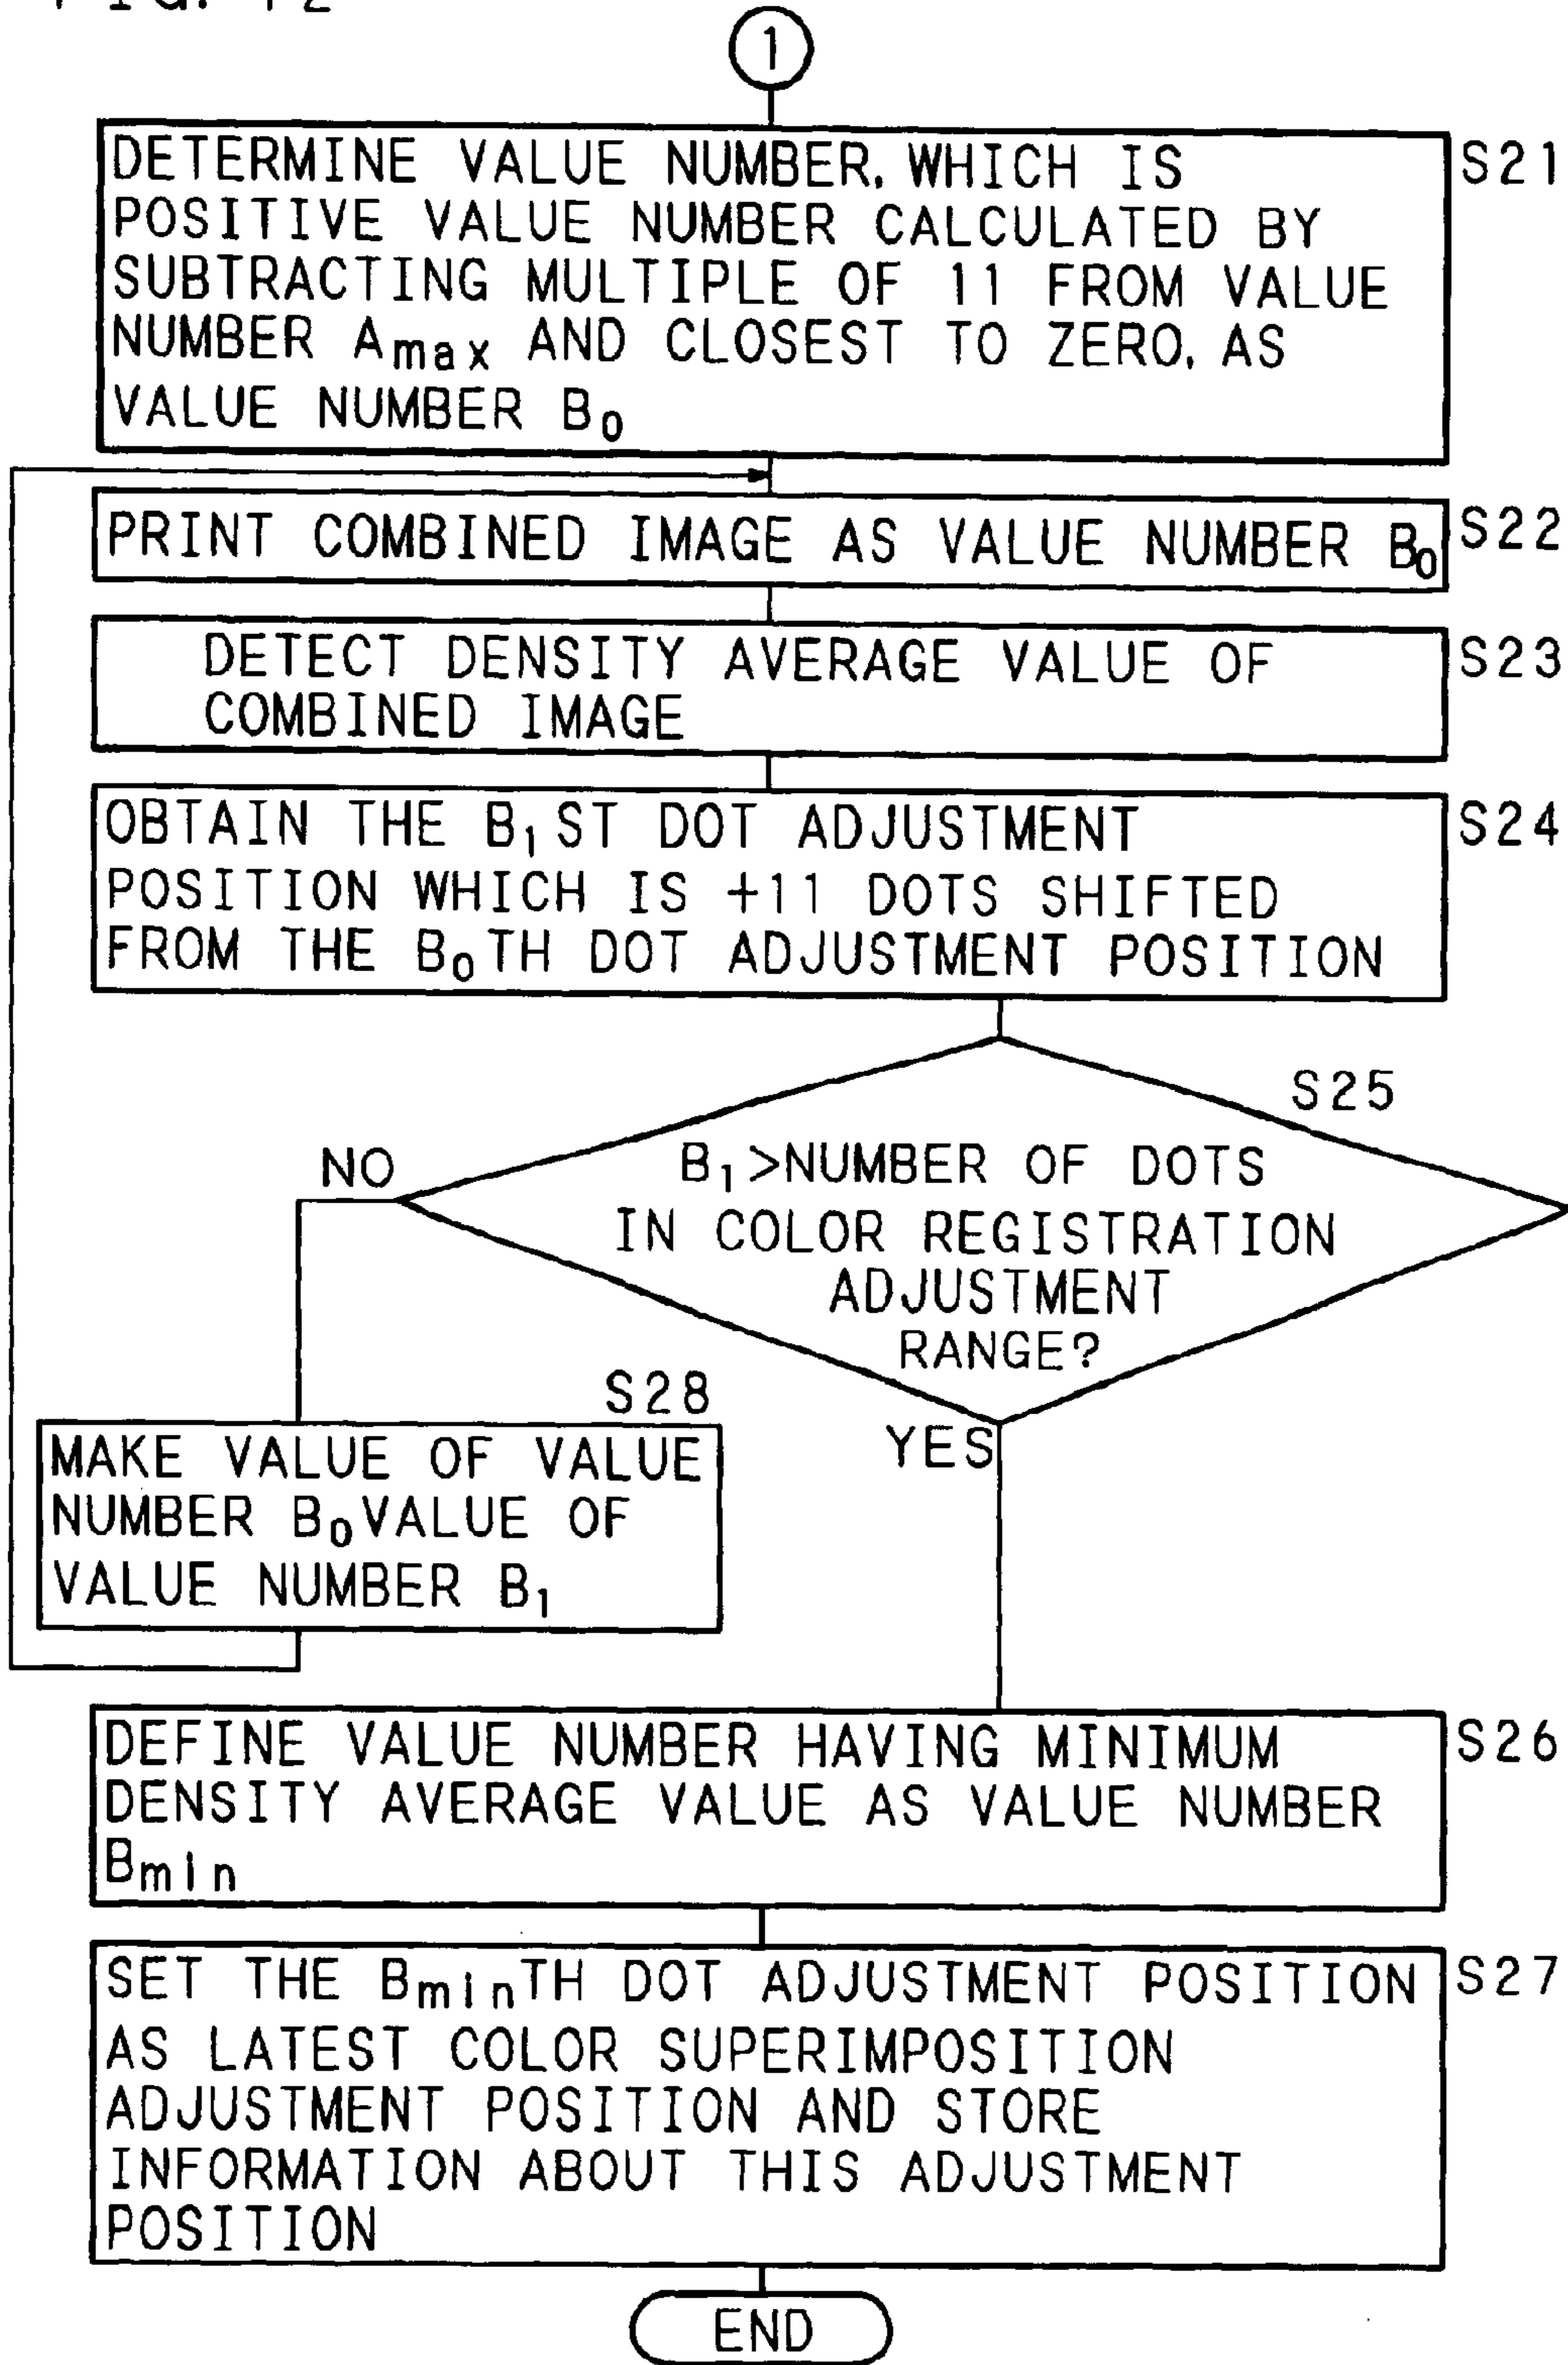 ①
DETERMINE VALUE NUMBER, WHICH IS
POSITIVE VALUE NUMBER CALCULATED BY
SUBTRACTING MULTIPLE OF 11 FROM VALUE
NUMBER Amax AND CLOSEST TO ZERO, AS
VALUE NUMBER B0
S21
PRINT COMBINED IMAGE AS VALUE NUMBER B0
S22
DETECT DENSITY AVERAGE VALUE OF
COMBINED IMAGE
S23
OBTAIN THE B1ST DOT ADJUSTMENT
POSITION WHICH IS +11 DOTS SHIFTED
FROM THE B0TH DOT ADJUSTMENT POSITION
S24
S25
B1>NUMBER OF DOTS
IN COLOR REGISTRATION
ADJUSTMENT
RANGE?
NO
YES
S28
MAKE VALUE OF VALUE
NUMBER B0 VALUE OF
VALUE NUMBER B1
DEFINE VALUE NUMBER HAVING MINIMUM
DENSITY AVERAGE VALUE AS VALUE NUMBER
Bmin
S26
SET THE BminTH DOT ADJUSTMENT POSITION
AS LATEST COLOR SUPERIMPOSITION
ADJUSTMENT POSITION AND STORE
INFORMATION ABOUT THIS ADJUSTMENT
POSITION
S27
END